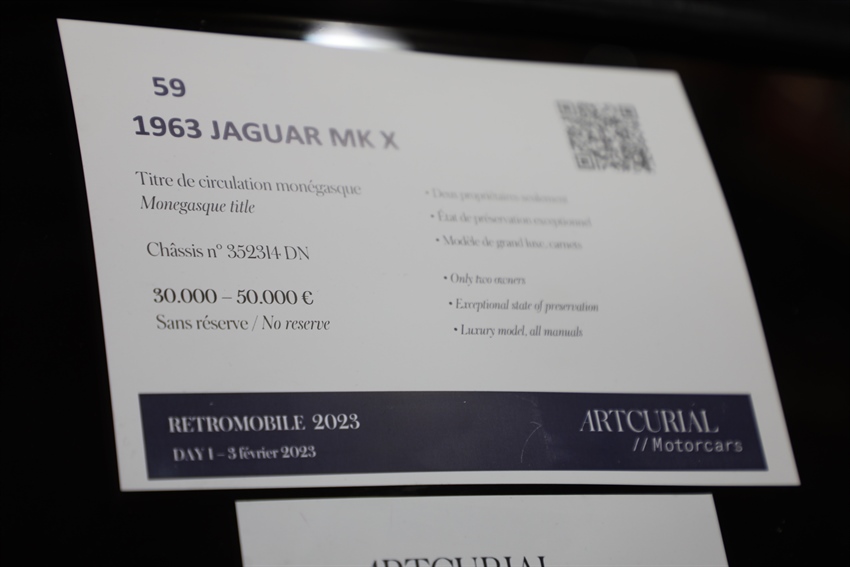 59
1963 JAGUAR MK X
Titre de circulation monégasque
Monegasque title
Châssis n° 352314 DN
30.000 – 50.000 €
Sans réserve / No reserve
• Deux propriétaires seulement
• État de préservation exceptionnel
• Modèle de grand luxe, carnets
• Only two owners
• Exceptional state of preservation
• Luxury model, all manuals
RETROMOBILE 2023
DAY 1 – 3 février 2023
ARTCURIAL
//Motorcars
ARTCURIAL